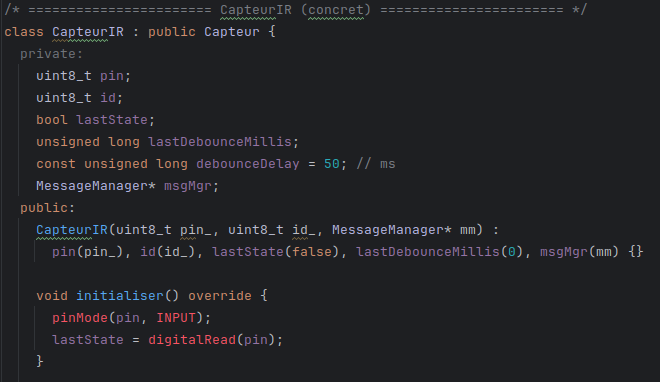 /* ======================= CapteurIR (concret) ======================= */
class CapteurIR : public Capteur {
private:
uint8_t pin;
uint8_t id;
bool lastState;
unsigned long lastDebounceMillis;
const unsigned long debounceDelay = 50; // ms
MessageManager* msgMgr;
public:
CapteurIR(uint8_t pin_, uint8_t id_, MessageManager* mm) :
pin(pin_), id(id_), lastState(false), lastDebounceMillis(0), msgMgr(mm) {}
void initialiser() override {
pinMode(pin, INPUT);
lastState = digitalRead(pin);
}